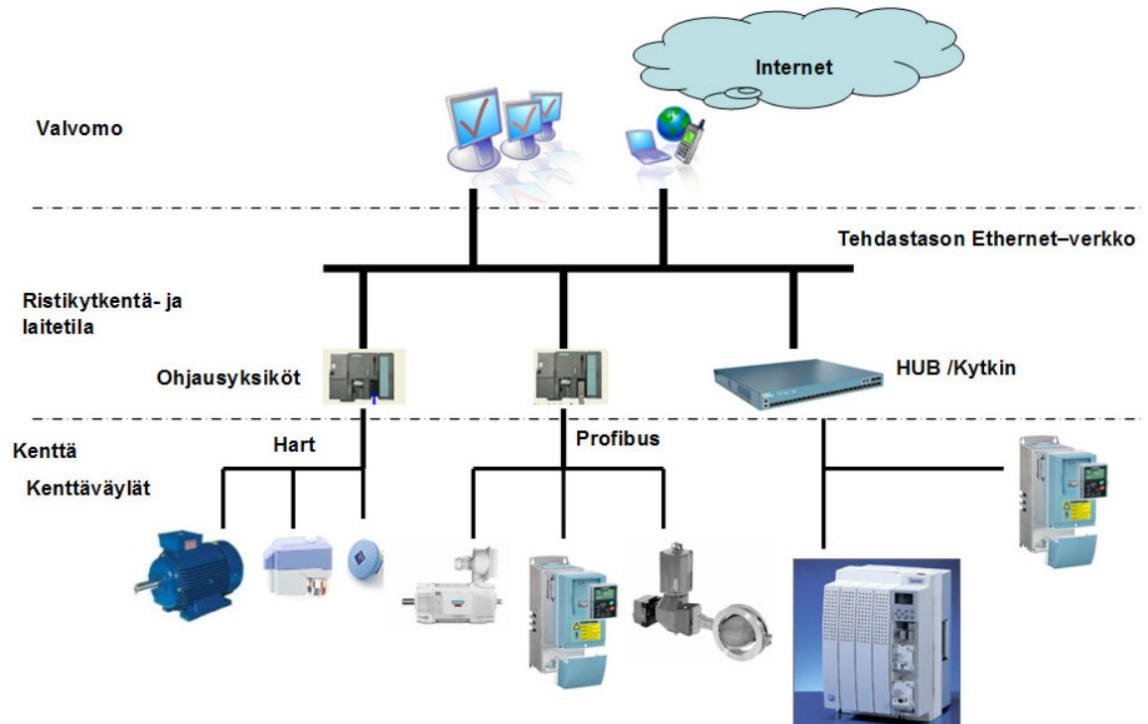 Internet
Valvomo
Tehdastason Ethernet–verkko
Ristikytkentä- ja
laitetila
Ohjausyksiköt
HUB /Kytkin
Kenttä
Hart
Profibus
Kenttäväylät